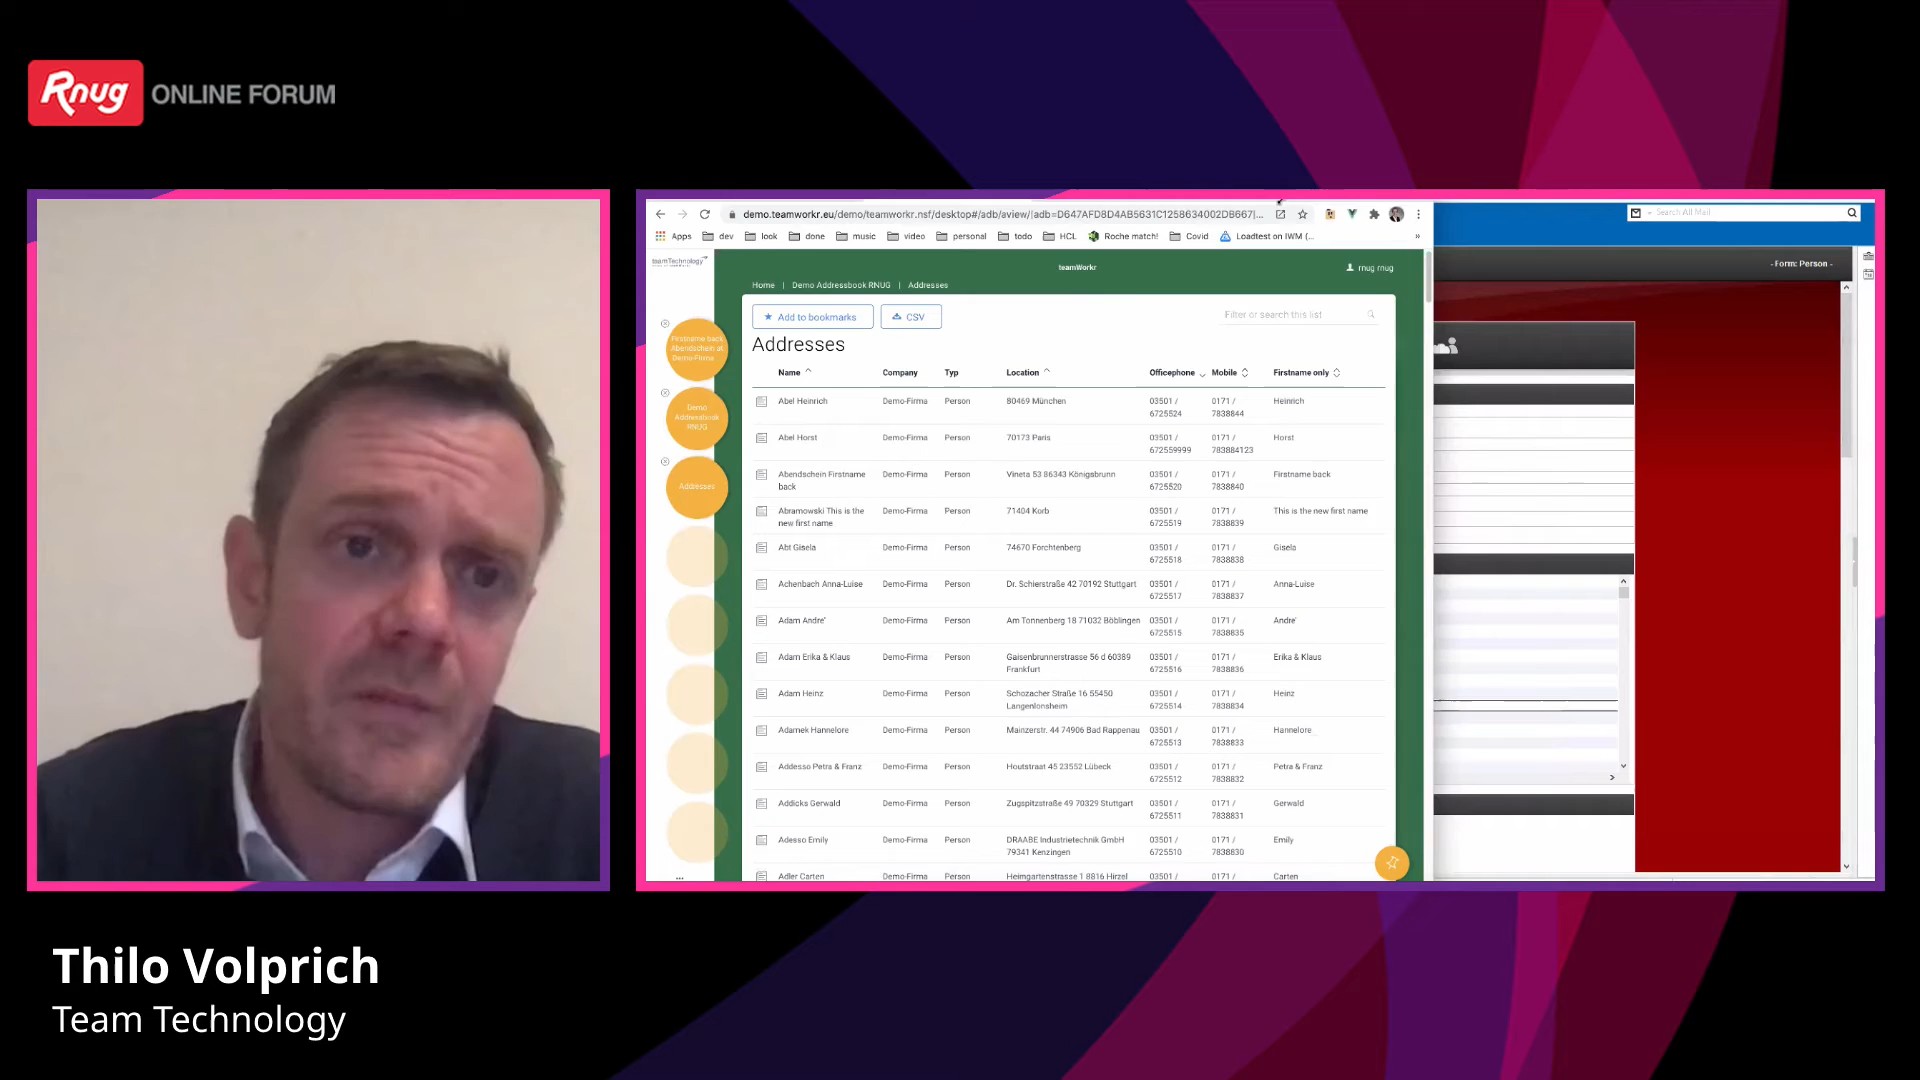 Rnug ONLINE FORUM
demo.teamworkr.eu/demo/teamworkr.nsf/desktop#/adb/aview/|adb=D647AFD8D4AB5631C1258634002DB667|...
Search All Mail
Apps dev look done music video personal todo HCL Roche match! Covid Loadtest on IWM (... »
teamTechnology
teamWorkr
rnug rnug
- Form: Person -
Home | Demo Addressbook RNUG | Addresses
Add to bookmarks CSV
Filter or search this list
Firstname back
Abendschein at
Demo-Firma
Demo
Addressbook
RNUG
Addresses
Addresses
Name Company Typ Location Officephone Mobile Firstname only
Abel Heinrich Demo-Firma Person 80469 München 03501 / 0171 / Heinrich
6725524 7838844
Abel Horst Demo-Firma Person 70173 Paris 03501 / 0171 / Horst
672559999 783884123
Abendschein Firstname Demo-Firma Person Vineta 53 86343 Königsbrunn 03501 / 0171 / Firstname back
back 6725520 7838840
Abramowski This is the Demo-Firma Person 71404 Korb 03501 / 0171 / This is the new first name
new first name 6725519 7838839
Abt Gisela Demo-Firma Person 74670 Forchtenberg 03501 / 0171 / Gisela
6725518 7838838
Achenbach Anna-Luise Demo-Firma Person Dr. Schierstraße 42 70192 Stuttgart 03501 / 0171 / Anna-Luise
6725517 7838837
Adam Andre' Demo-Firma Person Am Tonnenberg 18 71032 Böblingen 03501 / 0171 / Andre'
6725515 7838835
Adam Erika & Klaus Demo-Firma Person Gaisenbrunnerstrasse 56 d 60389 03501 / 0171 / Erika & Klaus
Frankfurt 6725516 7838836
Adam Heinz Demo-Firma Person Schozacher Straße 16 55450 03501 / 0171 / Heinz
Langenlonsheim 6725514 7838834
Adamek Hannelore Demo-Firma Person Mainzerstr. 44 74906 Bad Rappenau 03501 / 0171 / Hannelore
6725513 7838833
Addesso Petra & Franz Demo-Firma Person Houtstraat 45 23552 Lübeck 03501 / 0171 / Petra & Franz
6725512 7838832
Addicks Gerwald Demo-Firma Person Zugspitzstraße 49 70329 Stuttgart 03501 / 0171 / Gerwald
6725511 7838831
Adesso Emily Demo-Firma Person DRAABE Industrietechnik GmbH 03501 / 0171 / Emily
79341 Kenzingen 6725510 7838830
Adler Carten Demo-Firma Person Heimgartenstrasse 1 8816 Hirzel 03501 / 0171 / Carten
...
Thilo Volprich
Team Technology